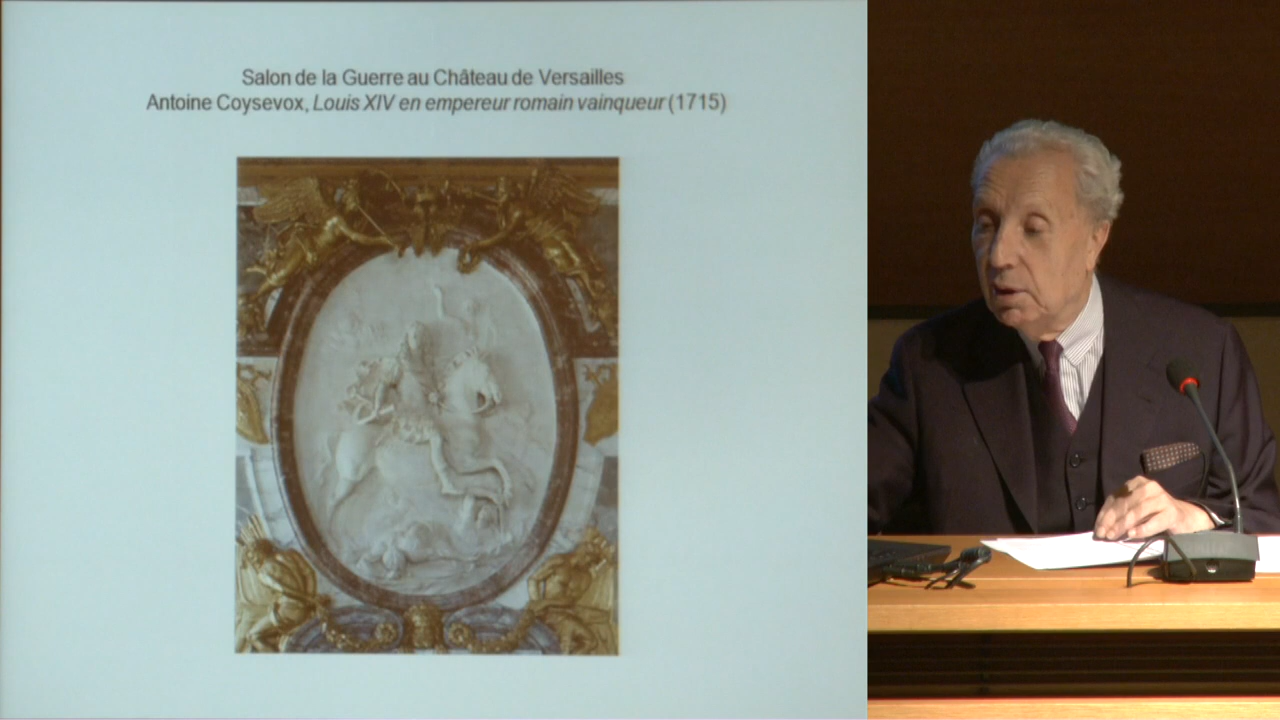 Salon de la Guerre au Château de Versailles
Antoine Coysevox, Louis XIV en empereur romain vainqueur (1715)